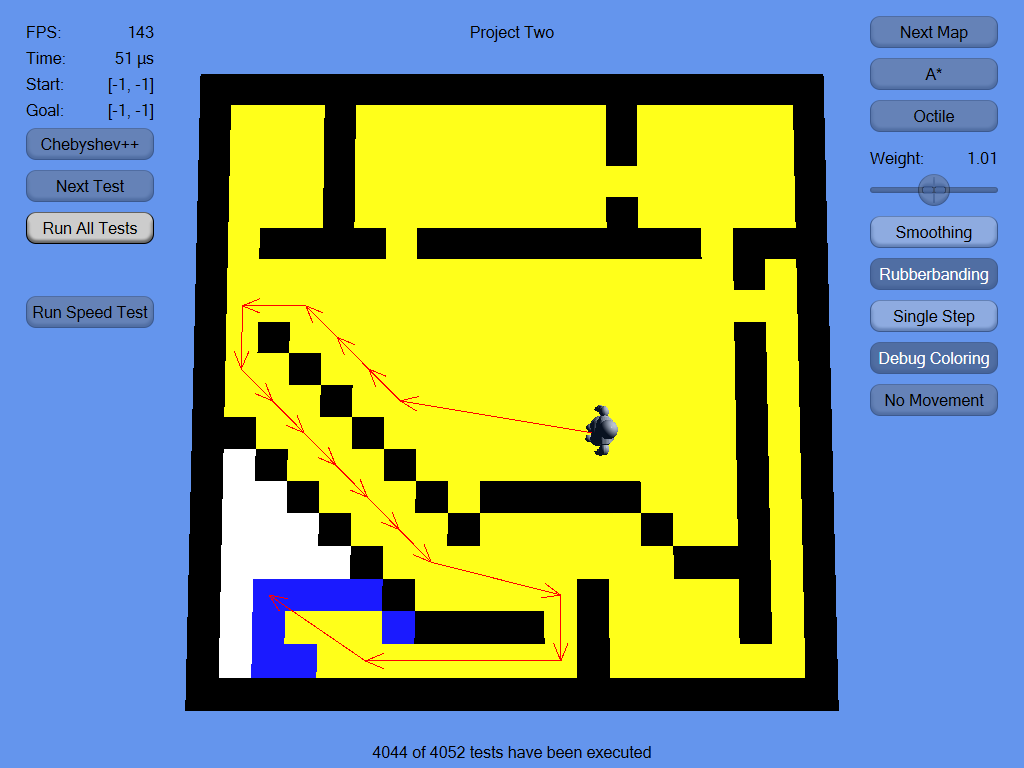 FPS: 143
Time: 51 µs
Start: [-1, -1]
Goal: [-1, -1]
Chebyshev++
Next Test
Run All Tests
Run Speed Test
Project Two
Next Map
A*
Octile
Weight: 1.01
Smoothing
Rubberbanding
Single Step
Debug Coloring
No Movement
4044 of 4052 tests have been executed